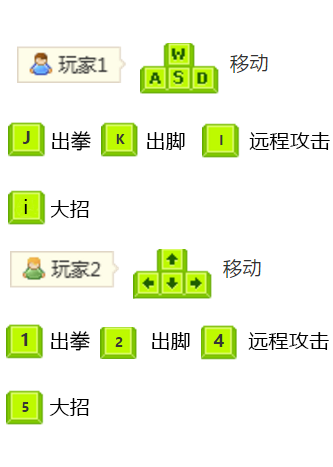 玩家1 W A S D 移动
J 出拳 K 出脚 I 远程攻击
i 大招
玩家2 移动
1 出拳 2 出脚 4 远程攻击
5 大招